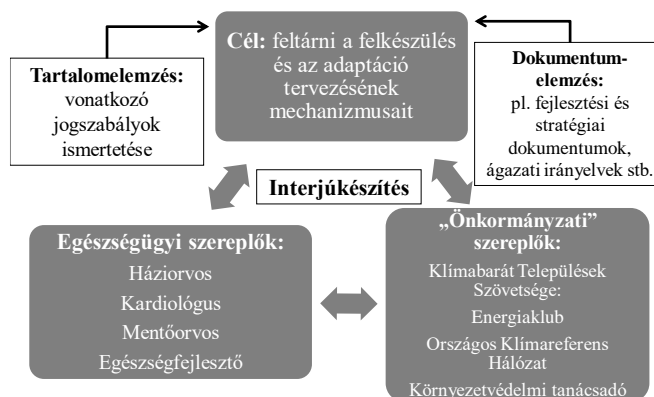 Cél: feltárni a felkészülés
és az adaptáció
tervezésének
mechanizmusait
Tartalomelemzés:
vonatkozó
jogszabályok
ismertetése
Dokumentum-
elemzés:
pl. fejlesztési és
stratégiai
dokumentumok,
ágazati irányelvek stb.
Interjúkészítés
Egészségügyi szereplők:
Háziorvos
Kardiológus
Mentőorvos
Egészségfejlesztő
„Önkormányzati”
szereplők:
Klímabarát Települések
Szövetsége:
Energiaklub
Országos Klímareferens
Hálózat
Környezetvédelmi tanácsadó